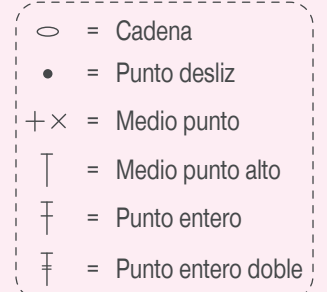 = Cadena
= Punto desliz
+× = Medio punto
= Medio punto alto
= Punto entero
= Punto entero doble